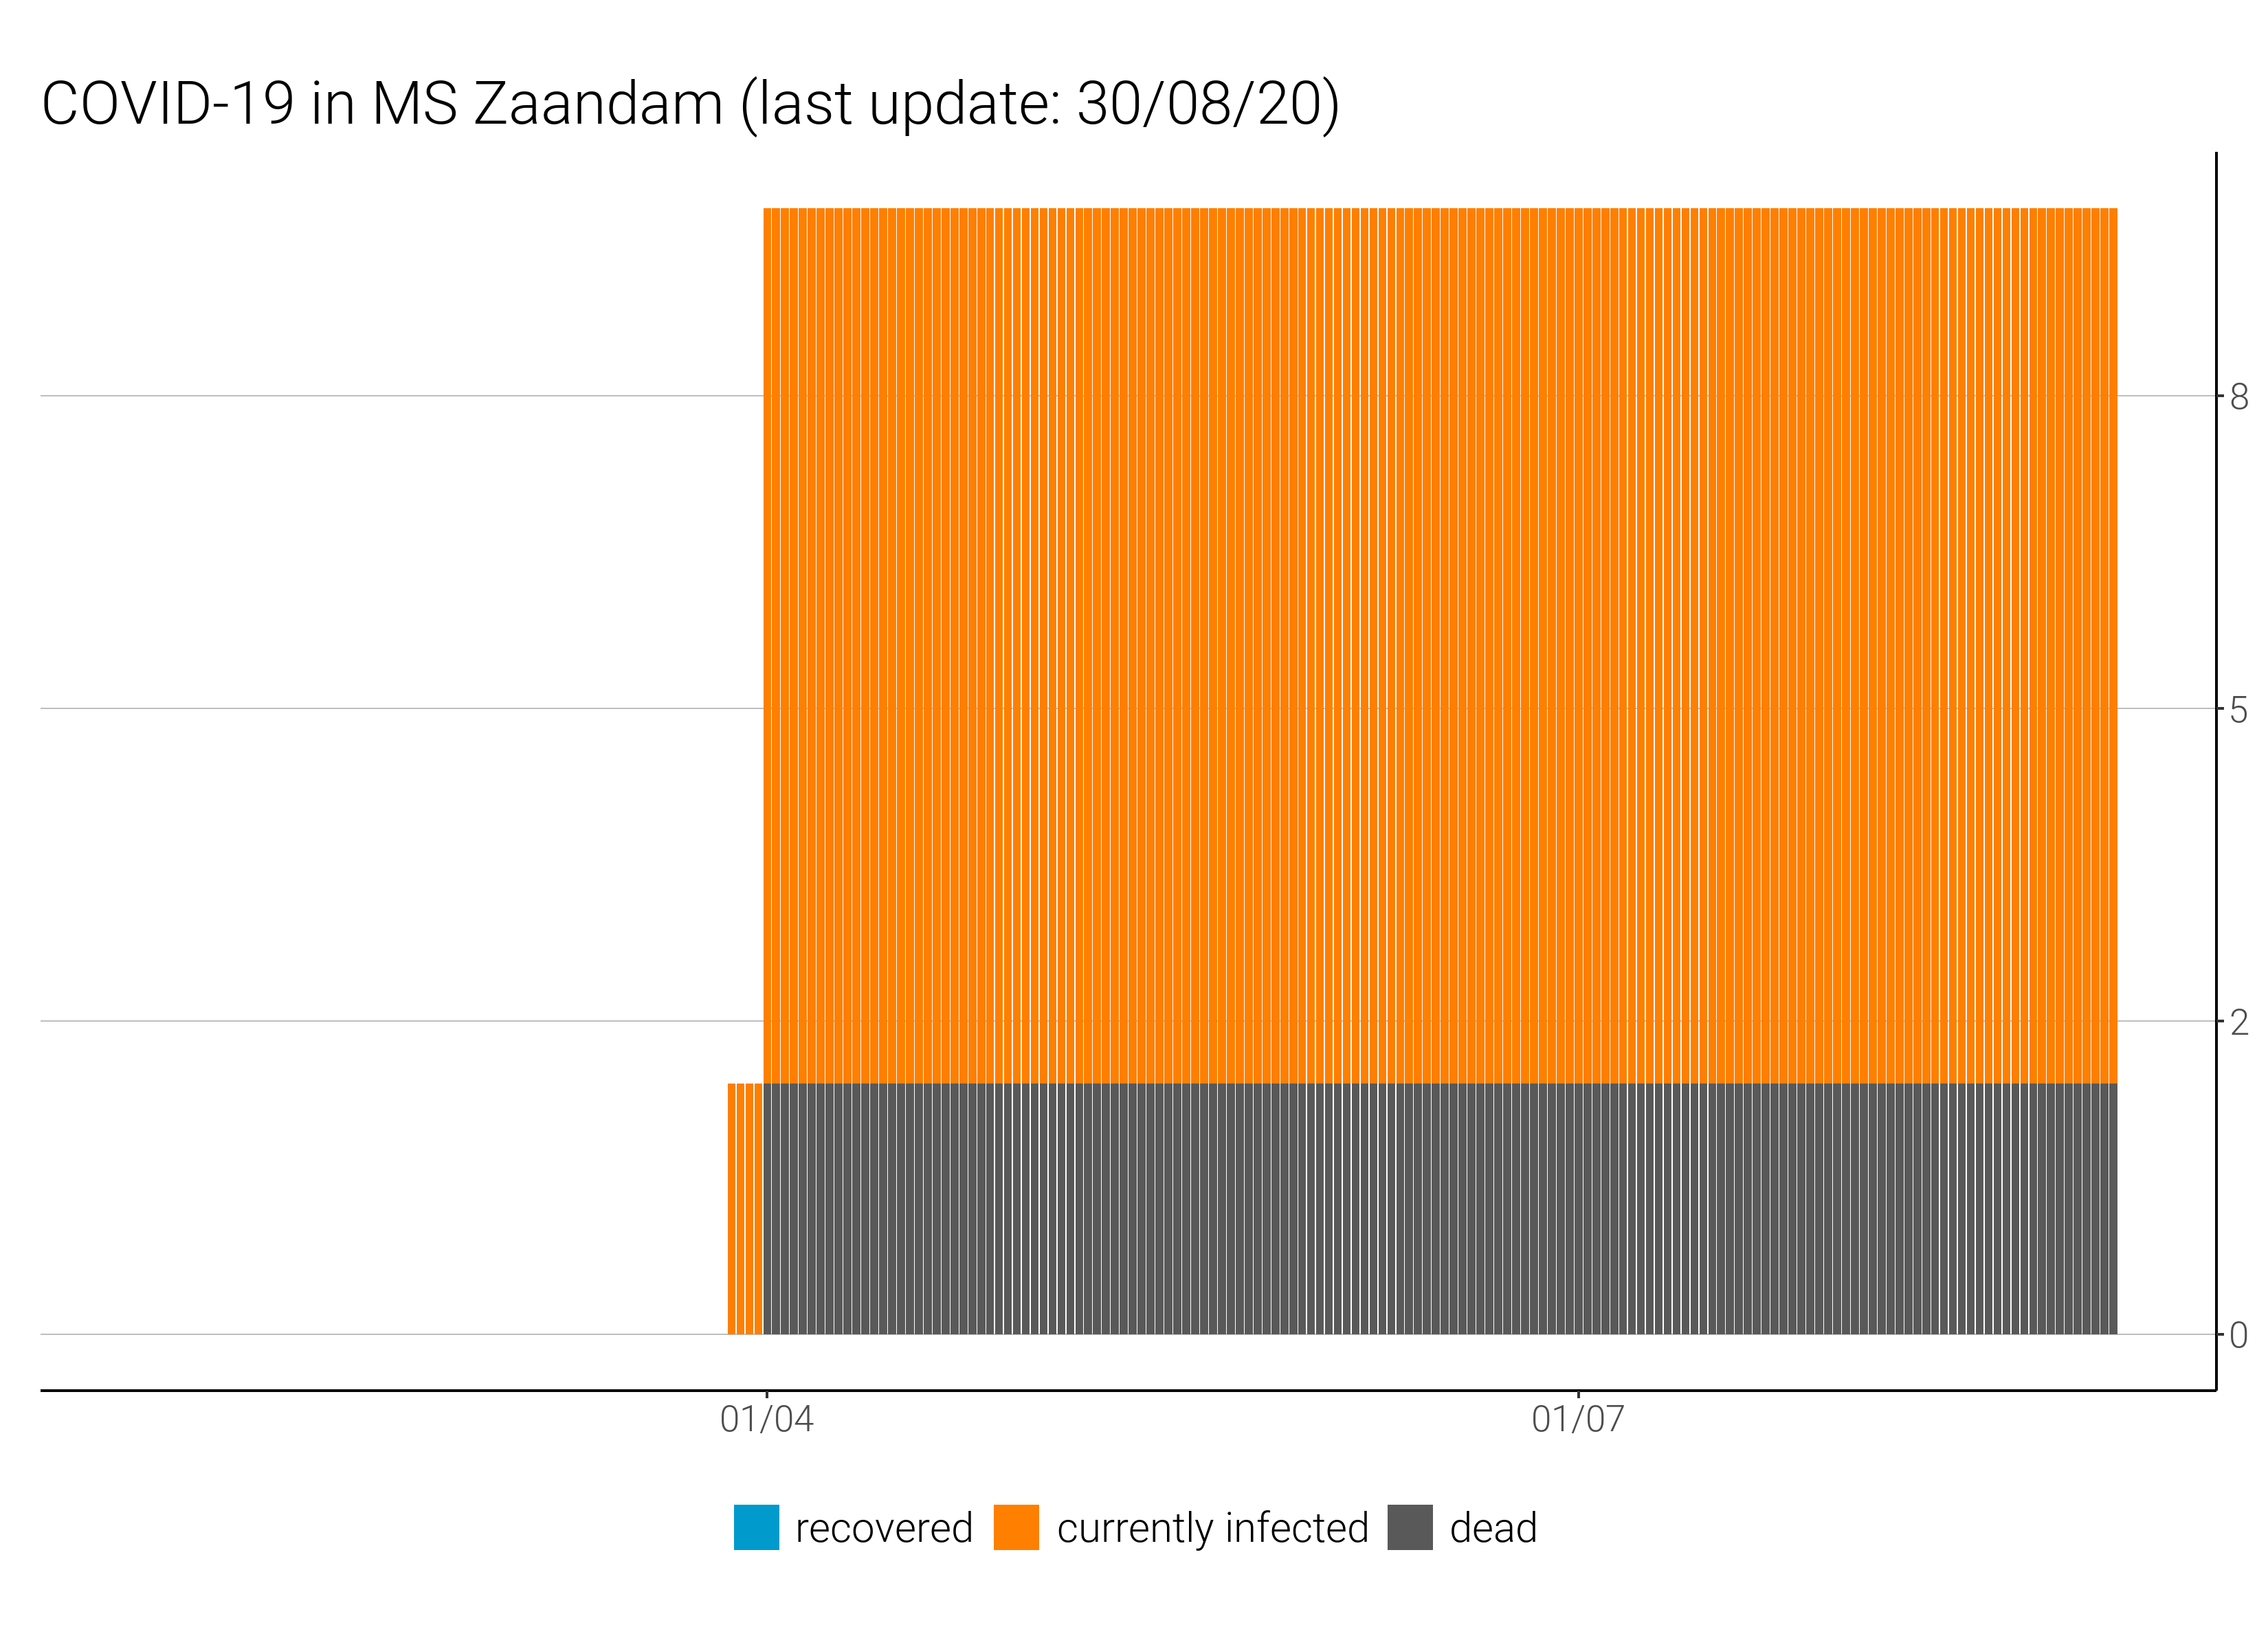 COVID-19 in MS Zaandam (last update: 30/08/20)
8
5
2
0
01/04 01/07
recovered currently infected dead